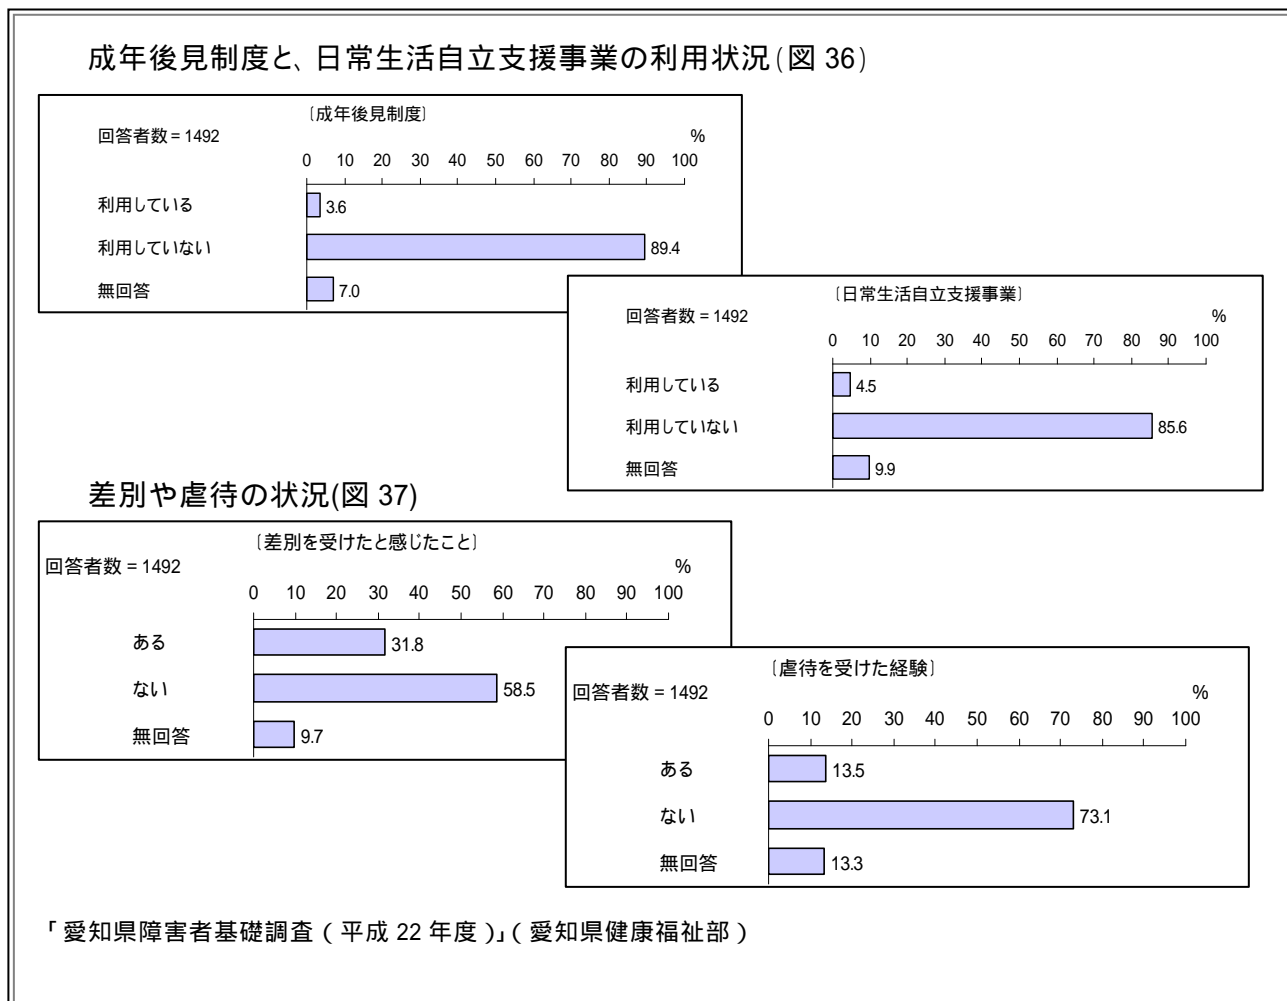 成年後見制度と、日常生活自立支援事業の利用状況(図 36)
〔成年後見制度〕
回答者数 = 1492
%
0 10 20 30 40 50 60 70 80 90 100
利用している 3.6
利用していない 89.4
無回答 7.0
〔日常生活自立支援事業〕
回答者数 = 1492
%
0 10 20 30 40 50 60 70 80 90 100
利用している 4.5
利用していない 85.6
無回答 9.9
差別や虐待の状況(図 37)
〔差別を受けたと感じたこと〕
回答者数 = 1492
%
0 10 20 30 40 50 60 70 80 90 100
ある 31.8
ない 58.5
無回答 9.7
〔虐待を受けた経験〕
回答者数 = 1492
%
0 10 20 30 40 50 60 70 80 90 100
ある 13.5
ない 73.1
無回答 13.3
「愛知県障害者基礎調査(平成 22 年度)」(愛知県健康福祉部)